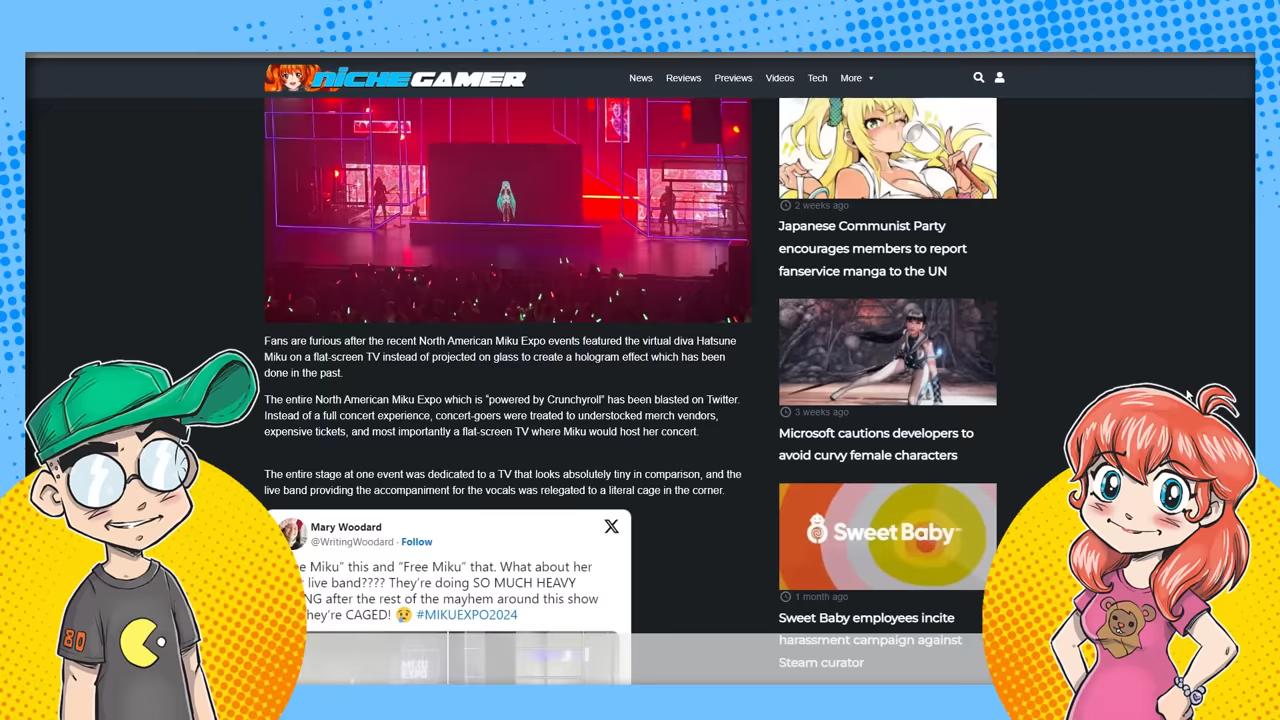 nicHEGAMER
News
Reviews
Previews
Videos
Tech
More
Fans are furious after the recent North American Miku Expo events featured the virtual diva Hatsune
Miku on a flat-screen TV instead of projected on glass to create a hologram effect which has been
done in the past.
The entire North American Miku Expo which is “powered by Crunchyroll” has been blasted on Twitter.
Instead of a full concert experience, concert-goers were treated to understocked merch vendors,
expensive tickets, and most importantly a flat-screen TV where Miku would host her concert.
The entire stage at one event was dedicated to a TV that looks absolutely tiny in comparison, and the
live band providing the accompaniment for the vocals was relegated to a literal cage in the corner.
Mary Woodard
@WritingWoodard · Follow
Miku” this and “Free Miku” that. What about her
live band???? They’re doing SO MUCH HEAVY
after the rest of the mayhem around this show
CAGED! 😢 #MIKUEXPO2024
MIKU
EXPO
2 weeks ago
Japanese Communist Party
encourages members to report
fanservice manga to the UN
3 weeks ago
Microsoft cautions developers to
avoid curvy female characters
Sweet Baby
1 month ago
Sweet Baby employees incite
harassment campaign against
Steam curator
80